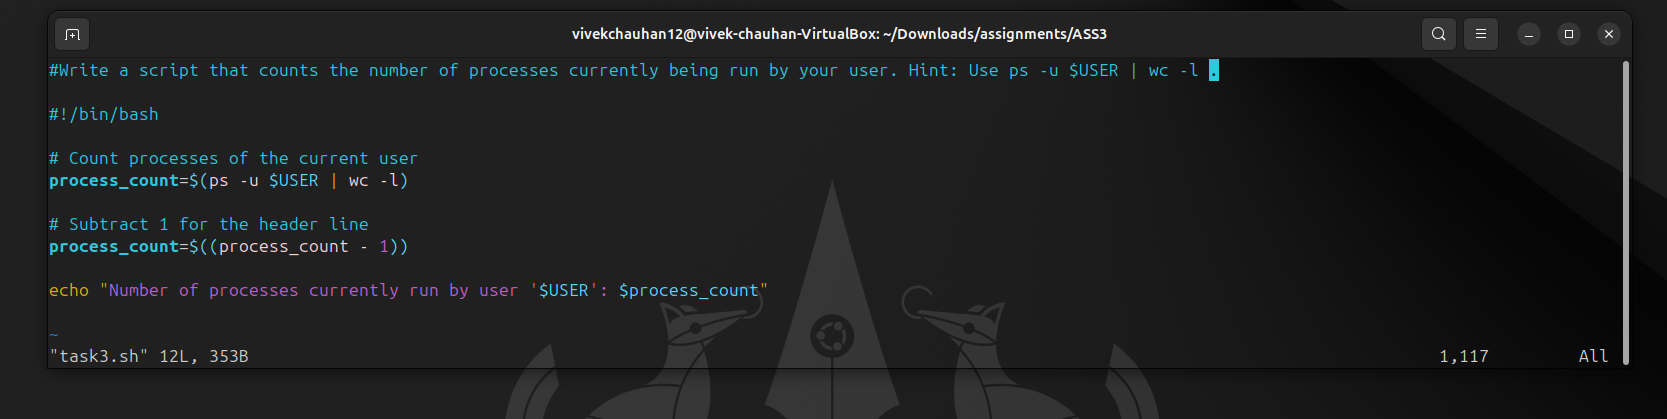 vivekchauhan12@vivek-chauhan-VirtualBox: ~/Downloads/assignments/ASS3
#Write a script that counts the number of processes currently being run by your user. Hint: Use ps -u $USER | wc -l .
#!/bin/bash
# Count processes of the current user
process_count=$(ps -u $USER | wc -l)
# Subtract 1 for the header line
process_count=$((process_count - 1))
echo "Number of processes currently run by user '$USER': $process_count"
~
"task3.sh" 12L, 353B 1,117 All